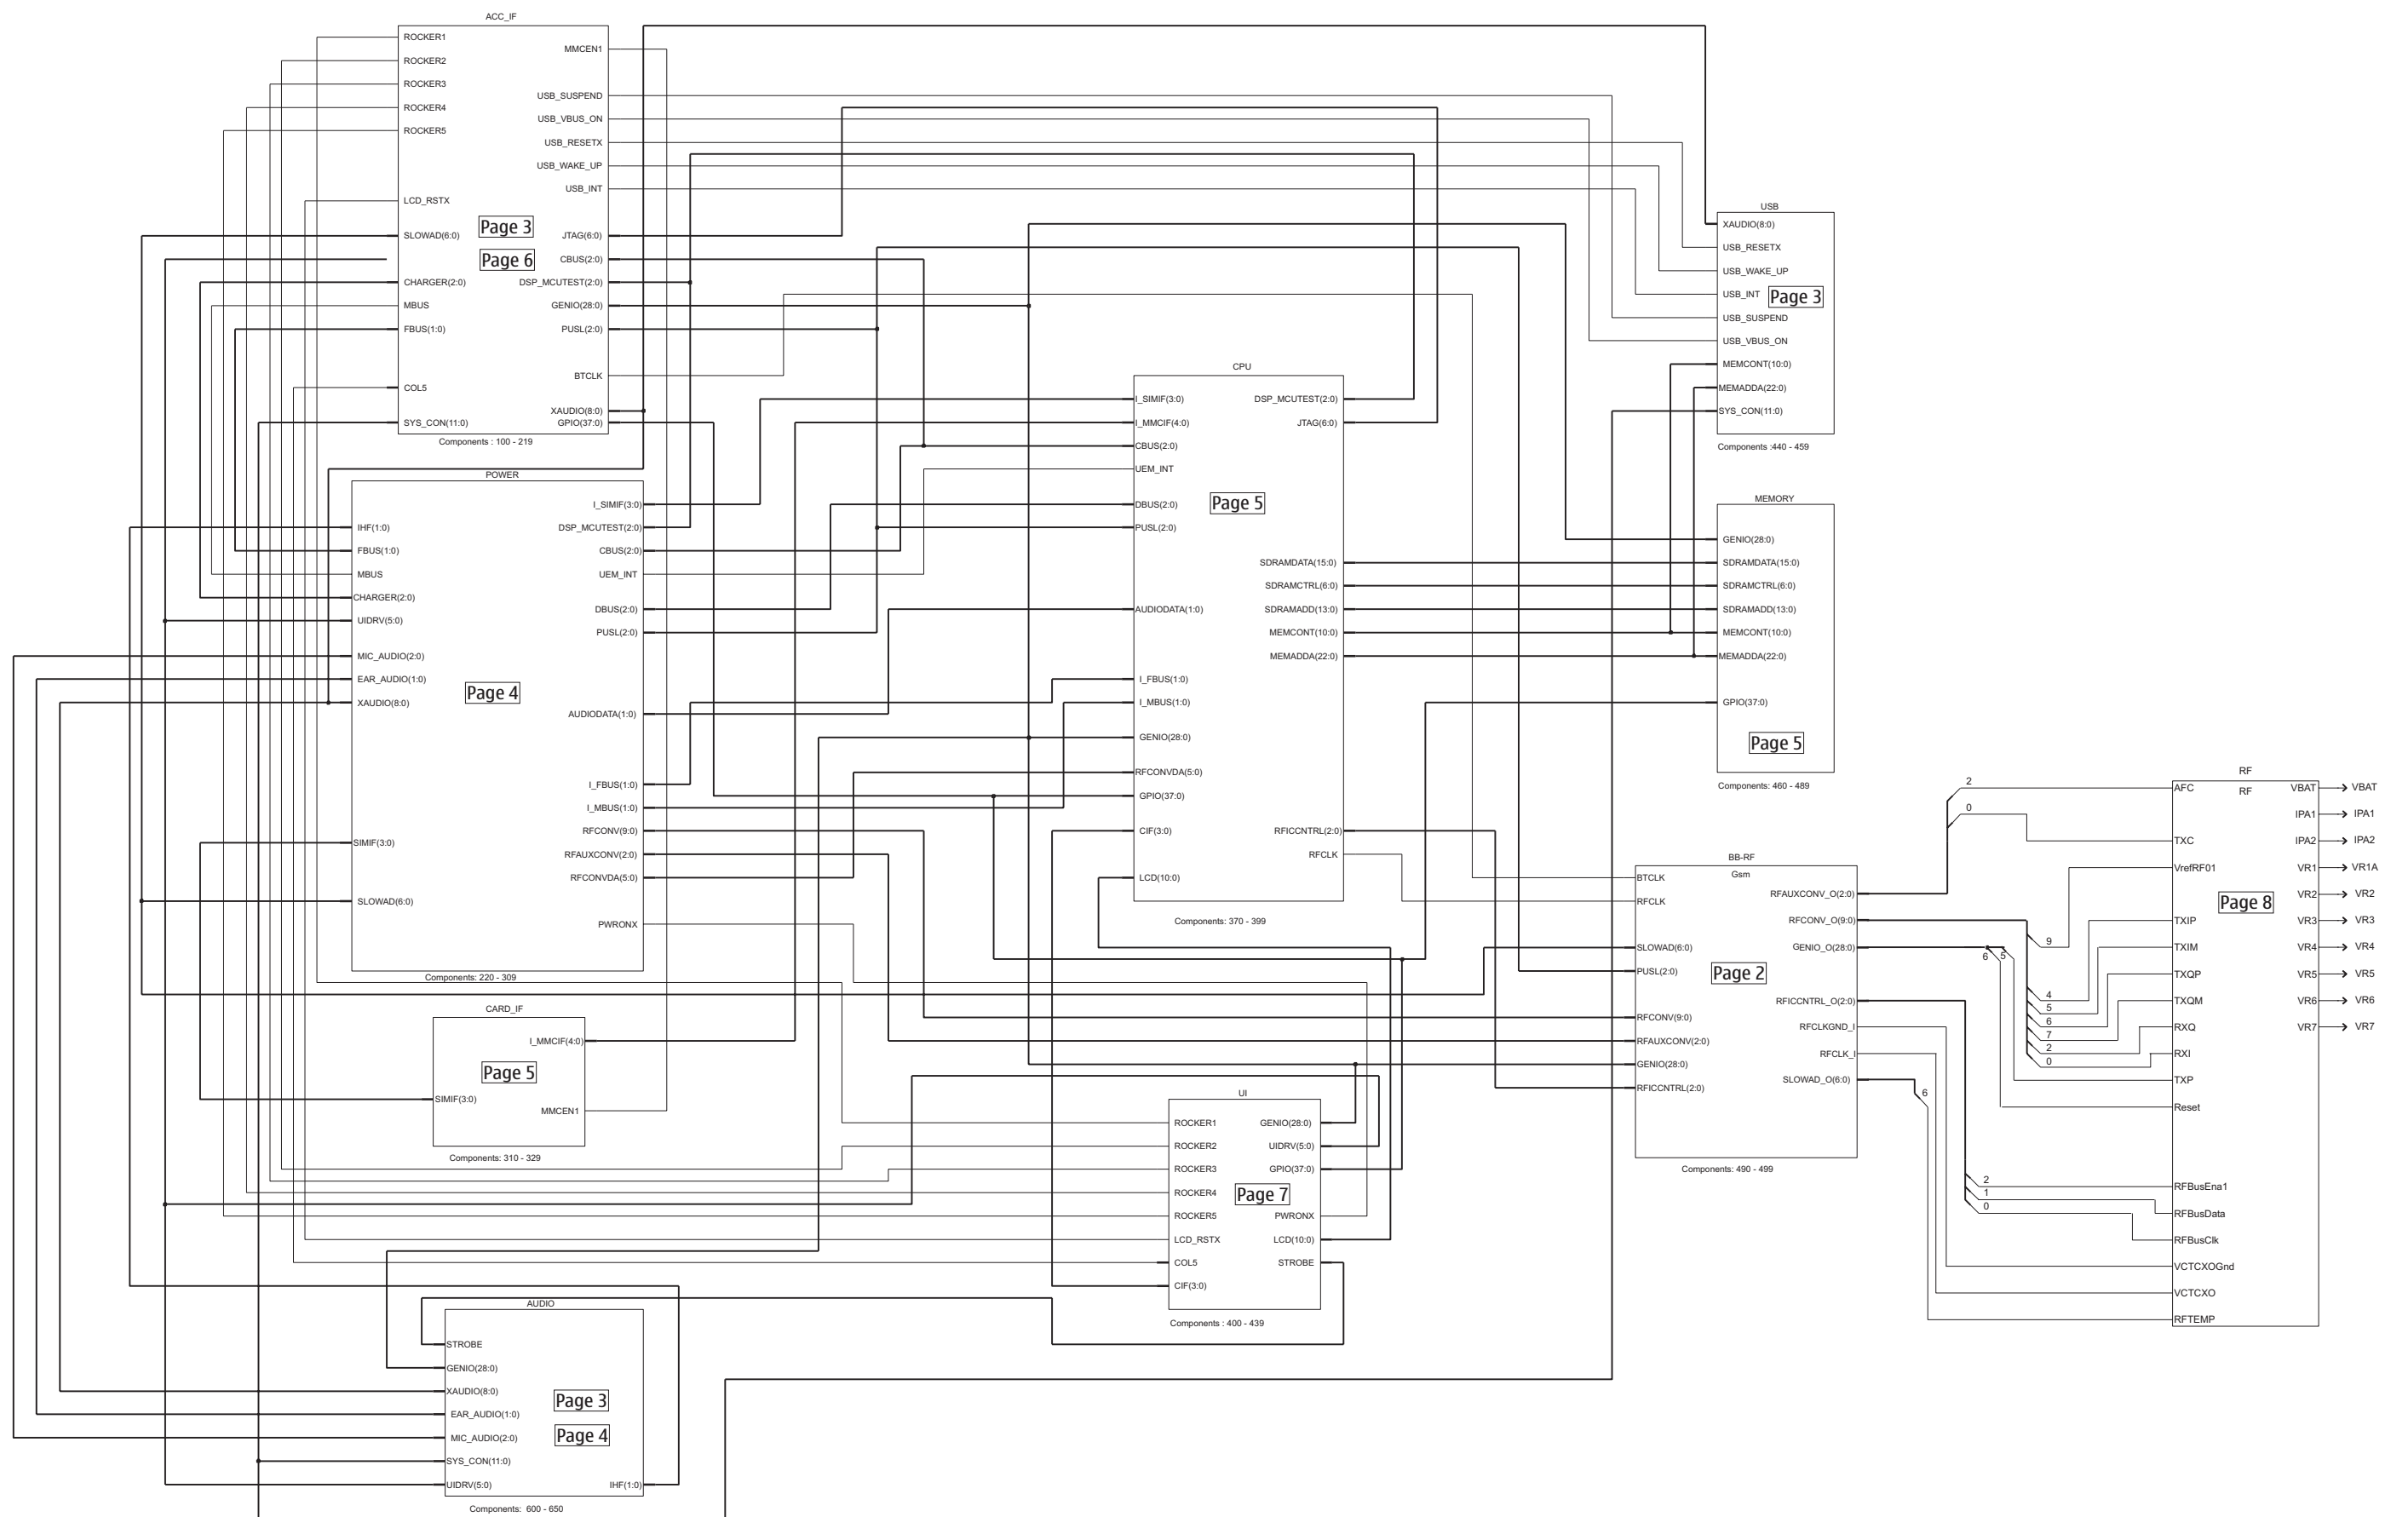 ACC_IF
ROCKER1
ROCKER2
ROCKER3
ROCKER4
ROCKER5
LCD_RSTX
SLOWAD(6:0)
CHARGER(2:0)
MBUS
FBUS(1:0)
COL5
SYS_CON(11:0)
MMCEN1
USB_SUSPEND
USB_VBUS_ON
USB_RESETX
USB_WAKE_UP
USB_INT
JTAG(6:0)
CBUS(2:0)
DSP_MCUTEST(2:0)
GENIO(28:0)
PUSL(2:0)
BTCLK
XAUDIO(8:0)
GPIO(37:0)
Page 3
Page 6
Components : 100 - 219
POWER
IHF(1:0)
FBUS(1:0)
MBUS
CHARGER(2:0)
UIDRV(5:0)
MIC_AUDIO(2:0)
EAR_AUDIO(1:0)
XAUDIO(8:0)
SIMIF(3:0)
SLOWAD(6:0)
I_SIMIF(3:0)
DSP_MCUTEST(2:0)
CBUS(2:0)
UEM_INT
DBUS(2:0)
PUSL(2:0)
AUDIODATA(1:0)
I_FBUS(1:0)
I_MBUS(1:0)
RFCONV(9:0)
RFAUXCONV(2:0)
RFCONVDA(5:0)
PWRONX
Page 4
Components: 220 - 309
CARD_IF
I_MMCIF(4:0)
SIMIF(3:0)
MMCEN1
Page 5
Components: 310 - 329
AUDIO
STROBE
GENIO(28:0)
XAUDIO(8:0)
EAR_AUDIO(1:0)
MIC_AUDIO(2:0)
SYS_CON(11:0)
UIDRV(5:0)
IHF(1:0)
Page 3
Page 4
Components: 600 - 650
CPU
I_SIMIF(3:0)
I_MMCIF(4:0)
CBUS(2:0)
UEM_INT
DBUS(2:0)
PUSL(2:0)
AUDIODATA(1:0)
I_FBUS(1:0)
I_MBUS(1:0)
GENIO(28:0)
RFCONVDA(5:0)
GPIO(37:0)
CIF(3:0)
LCD(10:0)
DSP_MCUTEST(2:0)
JTAG(6:0)
SDRAMDATA(15:0)
SDRAMCTRL(6:0)
SDRAMADD(13:0)
MEMCONT(10:0)
MEMADDA(22:0)
RFICCNTRL(2:0)
RFCLK
Page 5
Components: 370 - 399
UI
ROCKER1
ROCKER2
ROCKER3
ROCKER4
ROCKER5
LCD_RSTX
COL5
CIF(3:0)
GENIO(28:0)
UIDRV(5:0)
GPIO(37:0)
PWRONX
LCD(10:0)
STROBE
Page 7
Components : 400 - 439
USB
XAUDIO(8:0)
USB_RESETX
USB_WAKE_UP
USB_INT
USB_SUSPEND
USB_VBUS_ON
MEMCONT(10:0)
MEMADDA(22:0)
SYS_CON(11:0)
Page 3
Components :440 - 459
MEMORY
GENIO(28:0)
SDRAMDATA(15:0)
SDRAMCTRL(6:0)
SDRAMADD(13:0)
MEMCONT(10:0)
MEMADDA(22:0)
GPIO(37:0)
Page 5
Components: 460 - 489
BB-RF
Gsm
BTCLK
RFCLK
SLOWAD(6:0)
PUSL(2:0)
RFCONV(9:0)
RFAUXCONV(2:0)
GENIO(28:0)
RFICCNTRL(2:0)
RFAUXCONV_O(2:0)
RFCONV_O(9:0)
GENIO_O(28:0)
RFICCNTRL_O(2:0)
RFCLKGND_I
RFCLK_I
SLOWAD_O(6:0)
Page 2
Components: 490 - 499
2
0
9
6
5
4
5
6
7
2
0
6
2
1
0
RF
RF
AFC
TXC
VrefRF01
TXIP
TXIM
TXQP
TXQM
RXQ
RXI
TXP
Reset
RFBusEna1
RFBusData
RFBusClk
VCTCXOGnd
VCTCXO
RFTEMP
Page 8
VBAT VBAT
IPA1 IPA1
IPA2 IPA2
VR1 VR1A
VR2 VR2
VR3 VR3
VR4 VR4
VR5 VR5
VR6 VR6
VR7 VR7